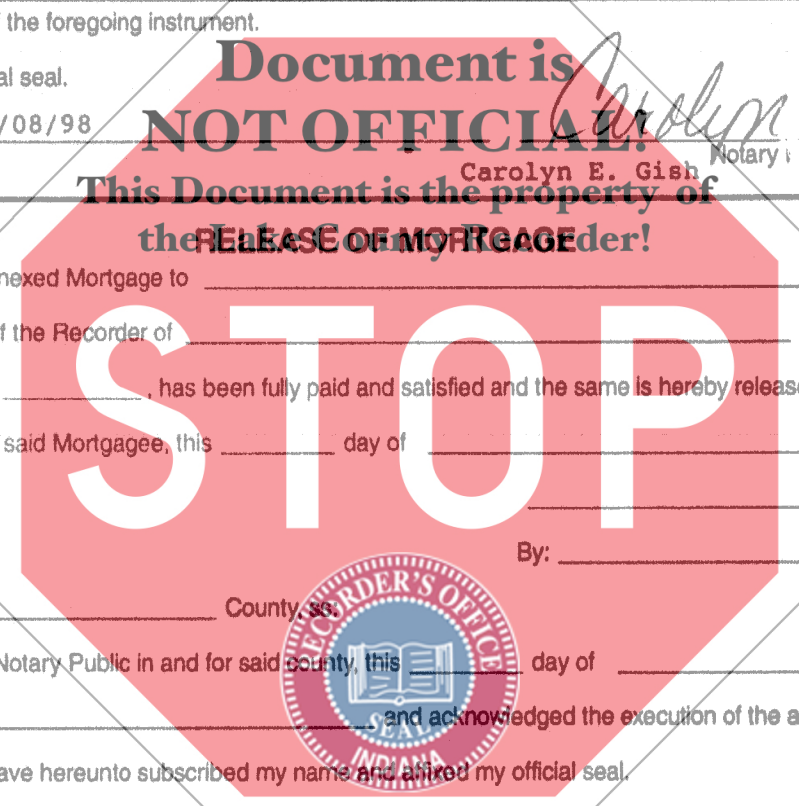 the foregoing instrument.
Document is
al seal.
NOT OFFICIAL!
/08/98
Carolyn
Notary
Carolyn E. Gish
This Document is the property of
the Lake County Recorder!
RELEASE OF MORTGAGE
nexed Mortgage to
f the Recorder of
STOP
, has been fully paid and satisfied and the same is hereby release
said Mortgagee, this day of
By:
County, ss:
RECORDER'S OFFICE
Notary Public in and for said county, this day of
SEAL
and acknowledged the execution of the a
INDIANA
ave hereunto subscribed my name and affixed my official seal.